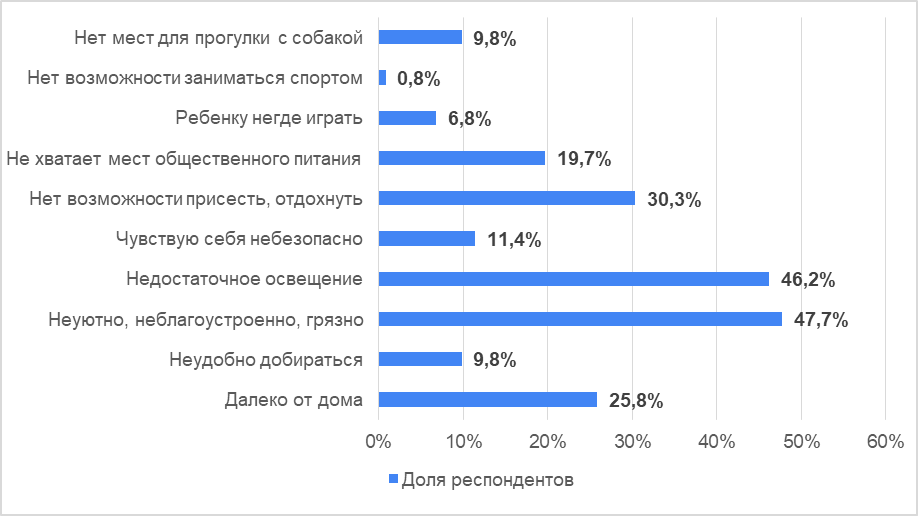 Нет мест для прогулки с собакой 9,8%
Нет возможности заниматься спортом 0,8%
Ребенку негде играть 6,8%
Не хватает мест общественного питания 19,7%
Нет возможности присесть, отдохнуть 30,3%
Чувствую себя небезопасно 11,4%
Недостаточное освещение 46,2%
Неуютно, неблагоустроенно, грязно 47,7%
Неудобно добираться 9,8%
Далеко от дома 25,8%
0% 10% 20% 30% 40% 50% 60%
Доля респондентов